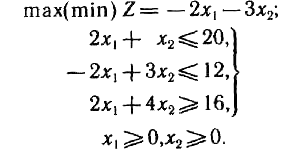 max(min) Z = −2x₁ − 3x₂;
2x₁ + x₂ ⩽ 20,
−2x₁ + 3x₂ ⩽ 12,
2x₁ + 4x₂ ⩾ 16,
x₁ ⩾ 0, x₂ ⩾ 0.